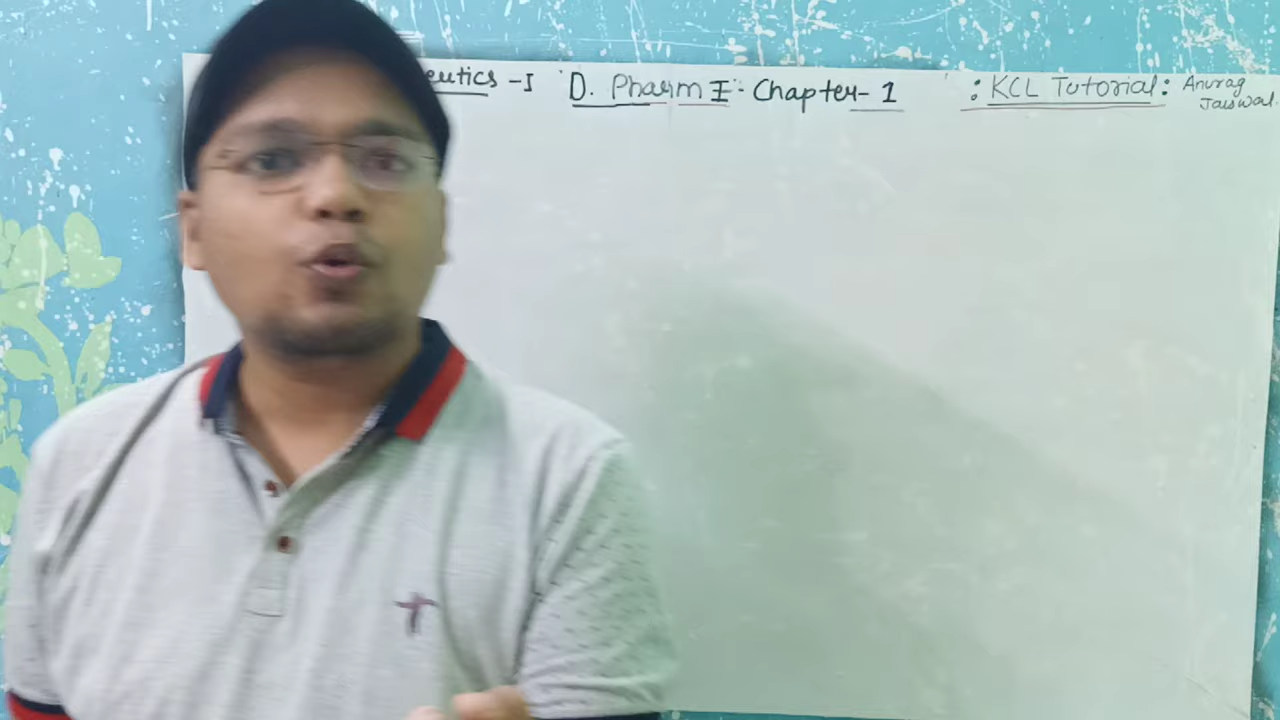 eutics -I D. Pharm I : Chapter- 1 : KCL Tutorial : Anurag
Jaiswal